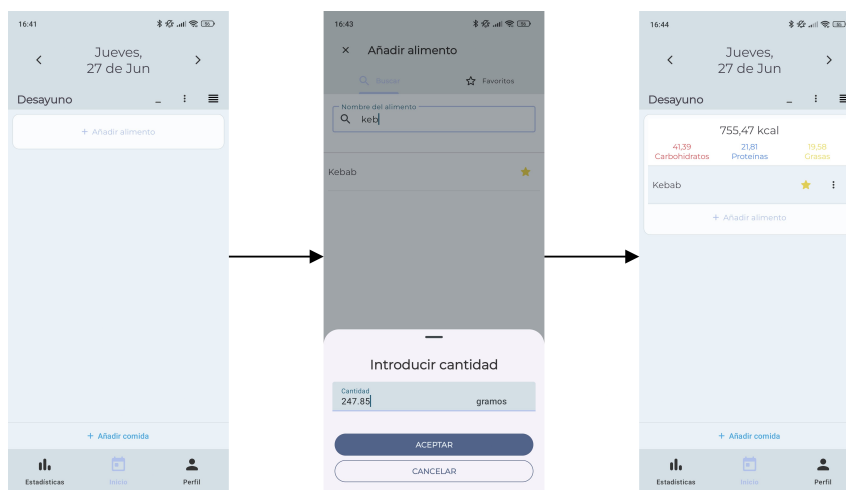 16:41
56
Jueves,
27 de Jun
Desayuno
+ Añadir alimento
+ Añadir comida
Estadísticas
Inicio
Perfil
16:43
× Añadir alimento
Buscar
Favoritos
Nombre del alimento
keb
Kebab
Introducir cantidad
Cantidad
247.85
gramos
ACEPTAR
CANCELAR
16:44
Jueves,
27 de Jun
Desayuno
755,47 kcal
41,39
21,81
19,58
Carbohidratos
Proteínas
Grasas
Kebab
+ Añadir alimento
+ Añadir comida
Estadísticas
Inicio
Perfil